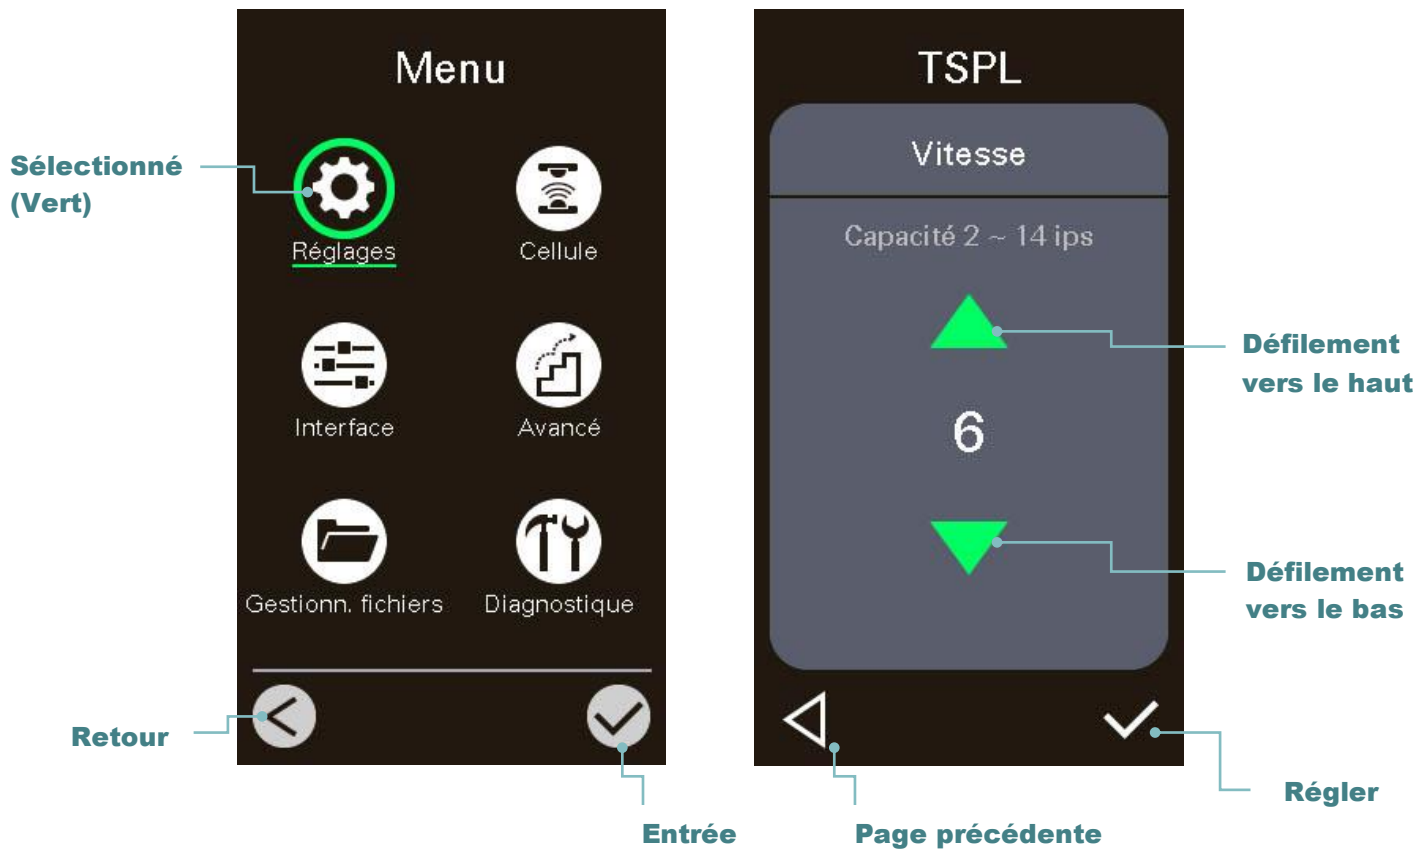 Menu
Sélectionné
(Vert)
Réglages
Cellule
Interface
Avancé
Gestionn. fichiers
Diagnostique
Retour
Entrée
TSPL
Vitesse
Capacité 2 ~ 14 ips
6
Défilement
vers le haut
Défilement
vers le bas
Page précédente
Régler